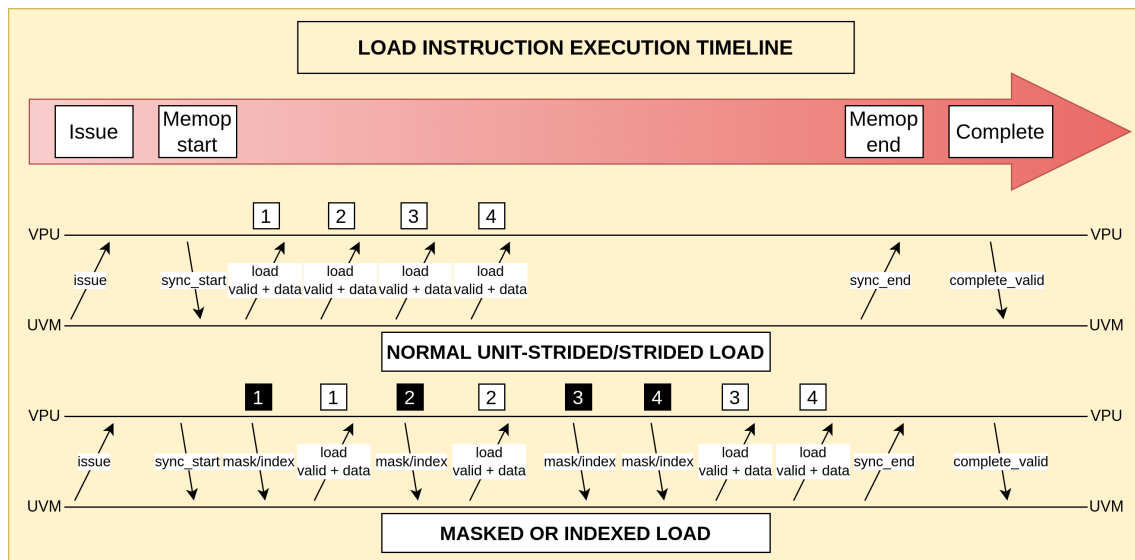 LOAD INSTRUCTION EXECUTION TIMELINE
Issue
Memop
start
Memop
end
Complete
1
2
3
4
VPU
VPU
issue
sync_start
load
valid + data
load
valid + data
load
valid + data
load
valid + data
sync_end
complete_valid
UVM
UVM
NORMAL UNIT-STRIDED/STRIDED LOAD
1
1
2
2
3
4
3
4
VPU
VPU
issue
sync_start
mask/index
load
valid + data
mask/index
load
valid + data
mask/index
mask/index
load
valid + data
load
valid + data
sync_end
complete_valid
UVM
UVM
MASKED OR INDEXED LOAD